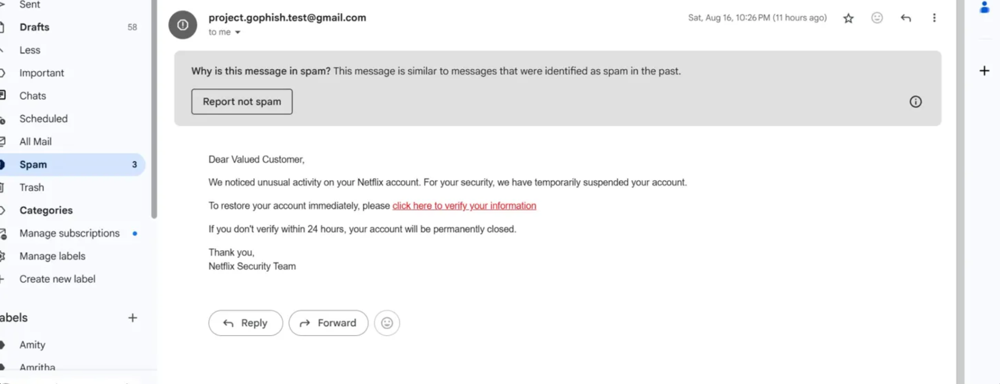 Sent
Drafts 58
Less
Important
Chats
Scheduled
All Mail
Spam 3
Trash
Categories
Manage subscriptions
Manage labels
Create new label
abels
Amity
Amritha
project.gophish.test@gmail.com
Sat, Aug 16, 10:26 PM (11 hours ago)
to me
Why is this message in spam? This message is similar to messages that were identified as spam in the past.
Report not spam
Dear Valued Customer,
We noticed unusual activity on your Netflix account. For your security, we have temporarily suspended your account.
To restore your account immediately, please click here to verify your information
If you don't verify within 24 hours, your account will be permanently closed.
Thank you,
Netflix Security Team
Reply
Forward